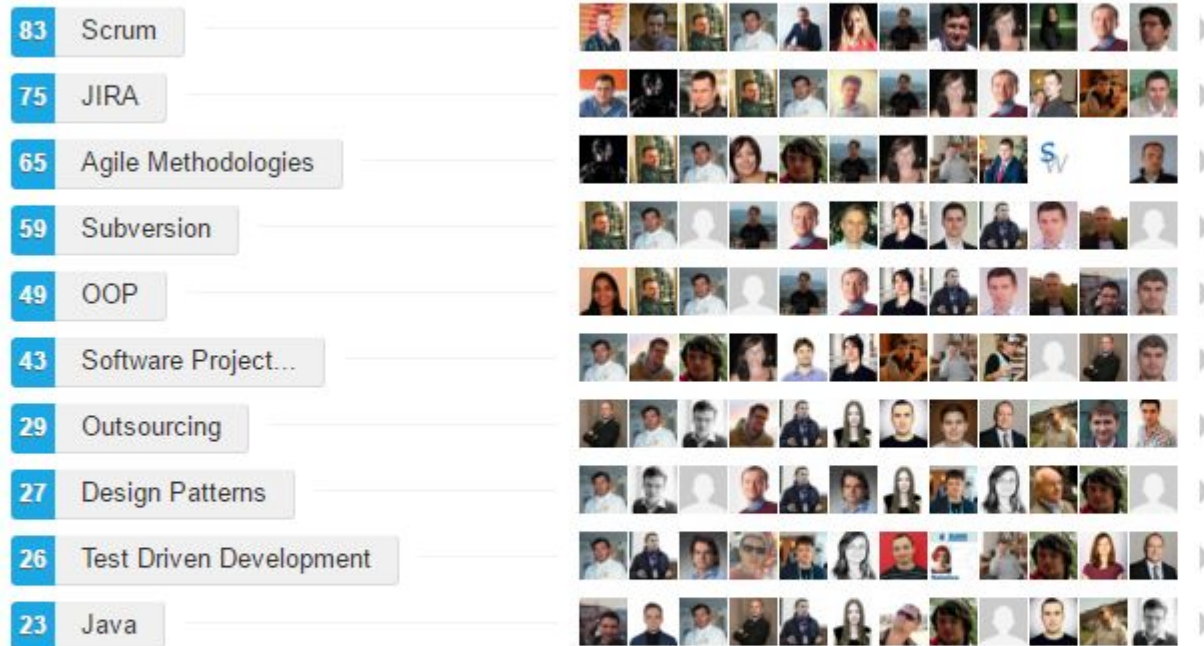 83 Scrum
75 JIRA
65 Agile Methodologies
SW
59 Subversion
49 OOP
43 Software Project...
29 Outsourcing
27 Design Patterns
26 Test Driven Development
23 Java